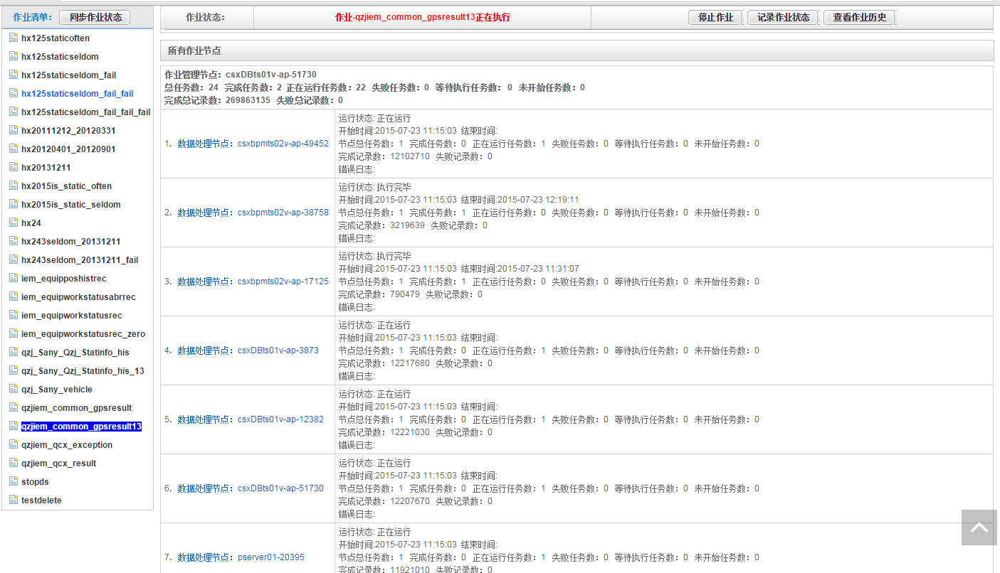 作业清单： 同步作业状态
hx125staticoften
hx125staticseldom
hx125staticseldom_fail
hx125staticseldom_fail_fail
hx125staticseldom_fail_fail_fail
hx20111212_20120331
hx20120401_20120901
hx20131211
hx2015is_static_often
hx2015is_static_seldom
hx24
hx243seldom_20131211
hx243seldom_20131211_fail
iem_equipposhistrec
iem_equipworkstatusabrrec
iem_equipworkstatusrec
iem_equipworkstatusrec_zero
qzj_Sany_Qzj_Statinfo_his
qzj_Sany_Qzj_Statinfo_his_13
qzj_Sany_vehicle
qzjiem_common_gpsresult
qzjiem_common_gpsresult13
qzjiem_qcx_exception
qzjiem_qcx_result
stopds
testdelete
作业状态： 作业-qzjiem_common_gpsresult13正在执行 停止作业 记录作业状态 查看作业历史
所有作业节点
作业管理节点：csxDBts01v-ap-51730
总任务数：24 完成任务数：2 正在运行任务数：22 失败任务数：0 等待执行任务数：0 未开始任务数：0
完成总记录数：269863135 失败总记录数：0
1. 数据处理节点：csxbpmts02v-ap-49452
运行状态: 正在运行
开始时间:2015-07-23 11:15:03 结束时间:
节点总任务数：1 完成任务数：0 正在运行任务数：1 失败任务数：0 等待执行任务数：0 未开始任务数：0
完成记录数：12102710 失败记录数：0
错误日志:
2. 数据处理节点：csxbpmts02v-ap-38758
运行状态: 执行完毕
开始时间:2015-07-23 11:15:03 结束时间:2015-07-23 12:19:11
节点总任务数：1 完成任务数：1 正在运行任务数：0 失败任务数：0 等待执行任务数：0 未开始任务数：0
完成记录数：3219639 失败记录数：0
错误日志:
3. 数据处理节点：csxbpmts02v-ap-17125
运行状态: 执行完毕
开始时间:2015-07-23 11:15:03 结束时间:2015-07-23 11:31:07
节点总任务数：1 完成任务数：1 正在运行任务数：0 失败任务数：0 等待执行任务数：0 未开始任务数：0
完成记录数：790479 失败记录数：0
错误日志:
4. 数据处理节点：csxDBts01v-ap-3873
运行状态: 正在运行
开始时间:2015-07-23 11:15:03 结束时间:
节点总任务数：1 完成任务数：0 正在运行任务数：1 失败任务数：0 等待执行任务数：0 未开始任务数：0
完成记录数：12217680 失败记录数：0
错误日志:
5. 数据处理节点：csxDBts01v-ap-12382
运行状态: 正在运行
开始时间:2015-07-23 11:15:03 结束时间:
节点总任务数：1 完成任务数：0 正在运行任务数：1 失败任务数：0 等待执行任务数：0 未开始任务数：0
完成记录数：12221030 失败记录数：0
错误日志:
6. 数据处理节点：csxDBts01v-ap-51730
运行状态: 正在运行
开始时间:2015-07-23 11:15:03 结束时间:
节点总任务数：1 完成任务数：0 正在运行任务数：1 失败任务数：0 等待执行任务数：0 未开始任务数：0
完成记录数：12207670 失败记录数：0
错误日志:
7. 数据处理节点：pserver01-20395
运行状态: 正在运行
开始时间:2015-07-23 11:15:03 结束时间:
节点总任务数：1 完成任务数：0 正在运行任务数：1 失败任务数：0 等待执行任务数：0 未开始任务数：0
完成记录数：11921010 失败记录数：0